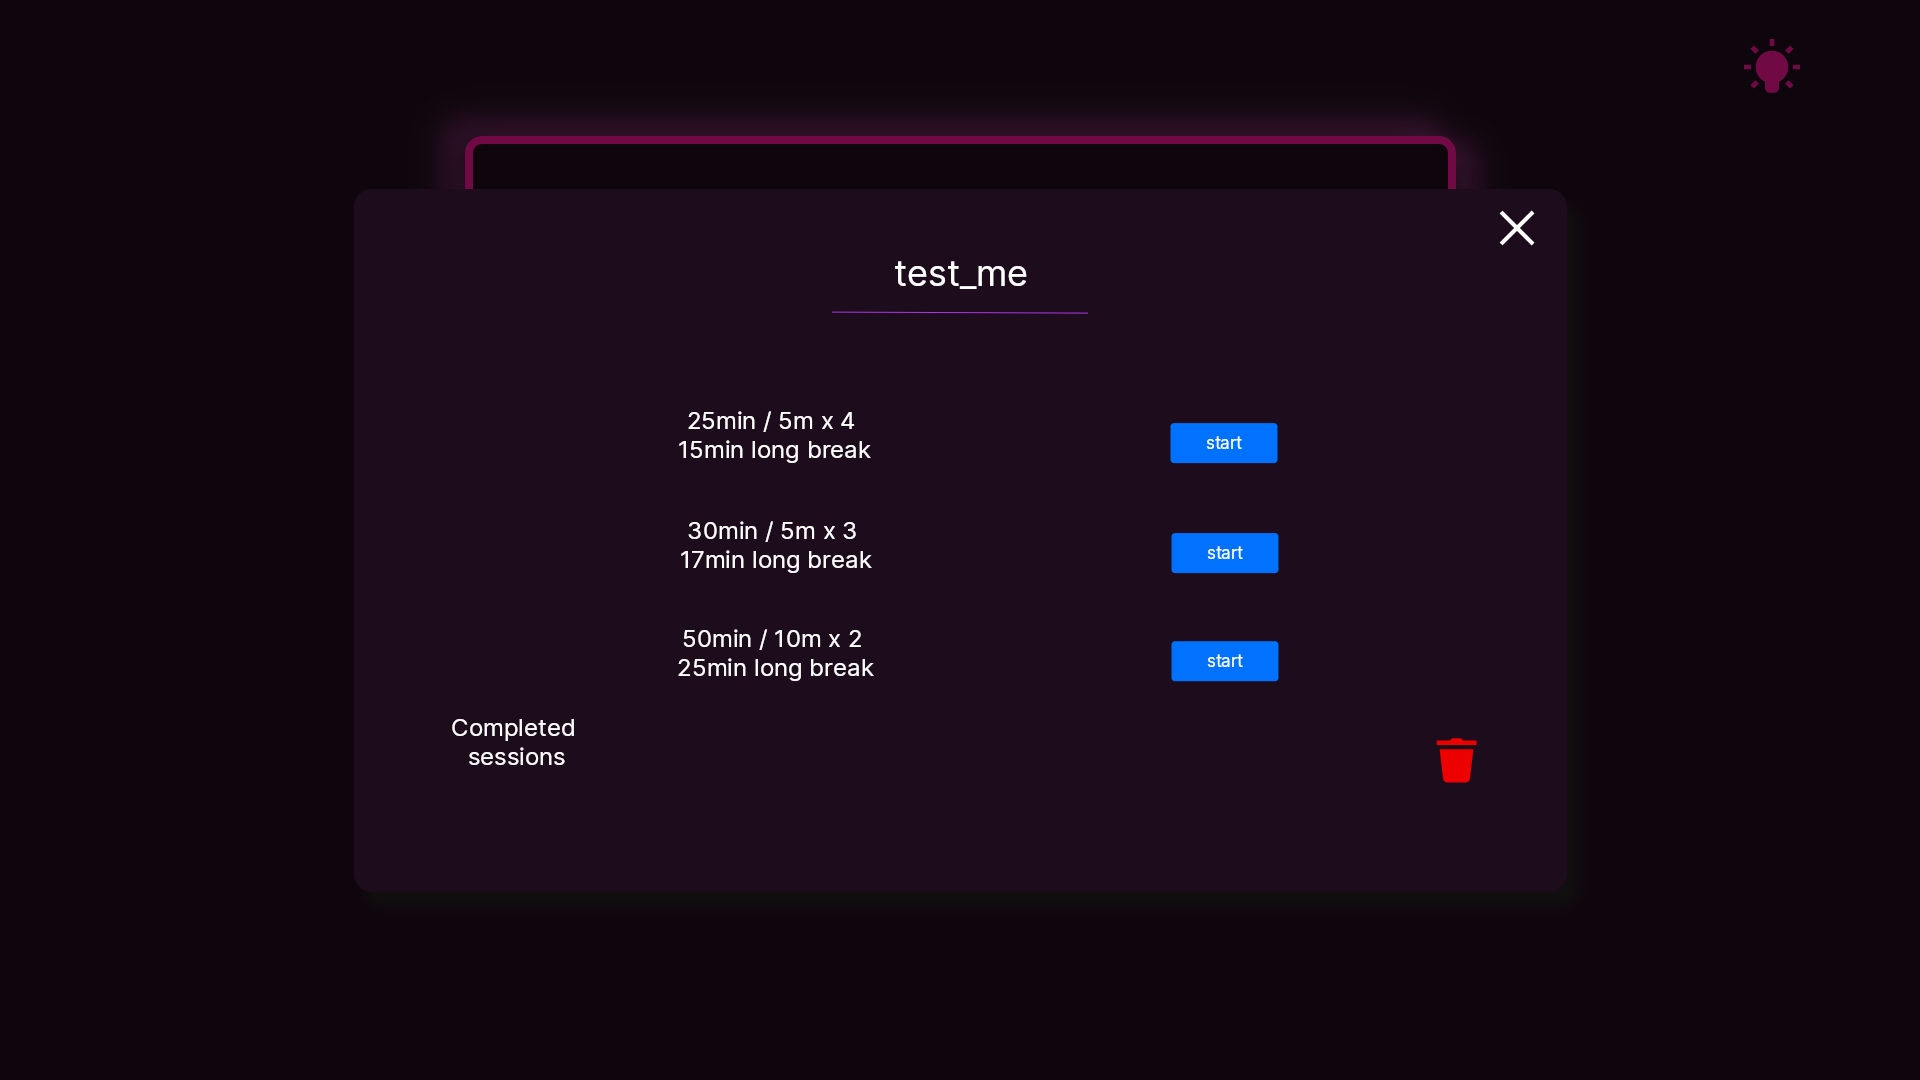 test_me
25min / 5m x 4
15min long break
start
30min / 5m x 3
17min long break
start
50min / 10m x 2
25min long break
start
Completed
sessions